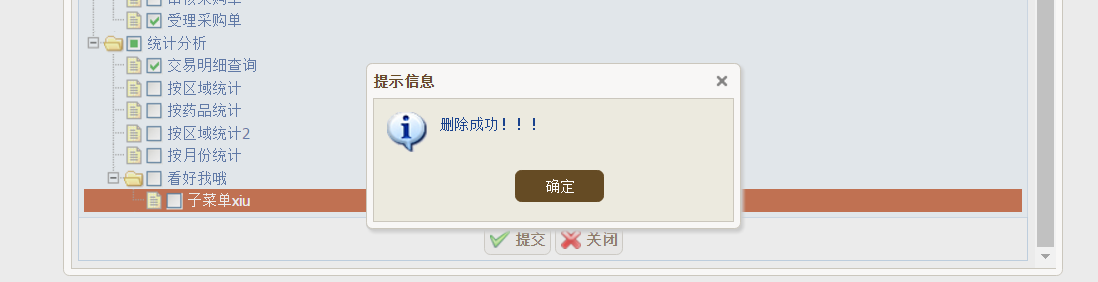 受理采购单
统计分析
交易明细查询
按区域统计
按药品统计
按区域统计2
按月份统计
看好我哦
子菜单xiu
提示信息
删除成功！！！
确定
提交
关闭